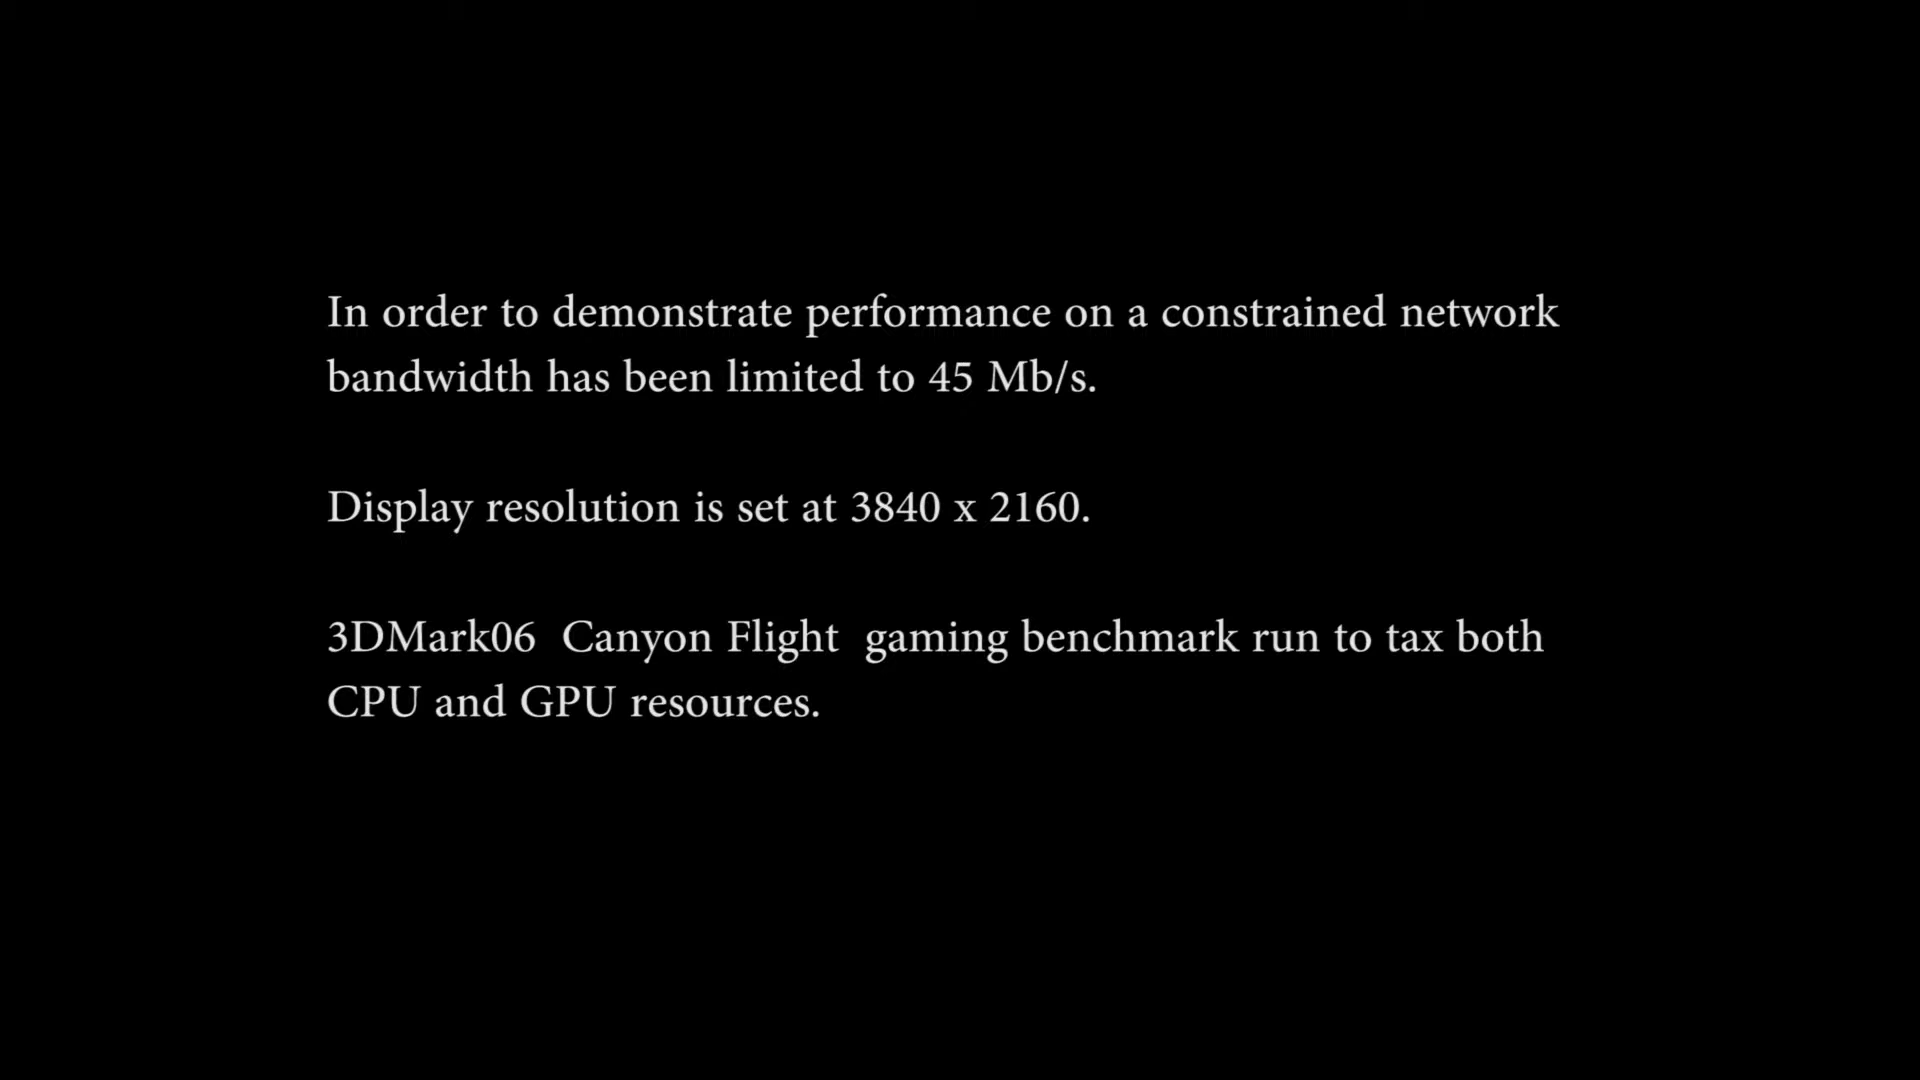 In order to demonstrate performance on a constrained network
bandwidth has been limited to 45 Mb/s.
Display resolution is set at 3840 x 2160.
3DMark06  Canyon Flight  gaming benchmark run to tax both
CPU and GPU resources.